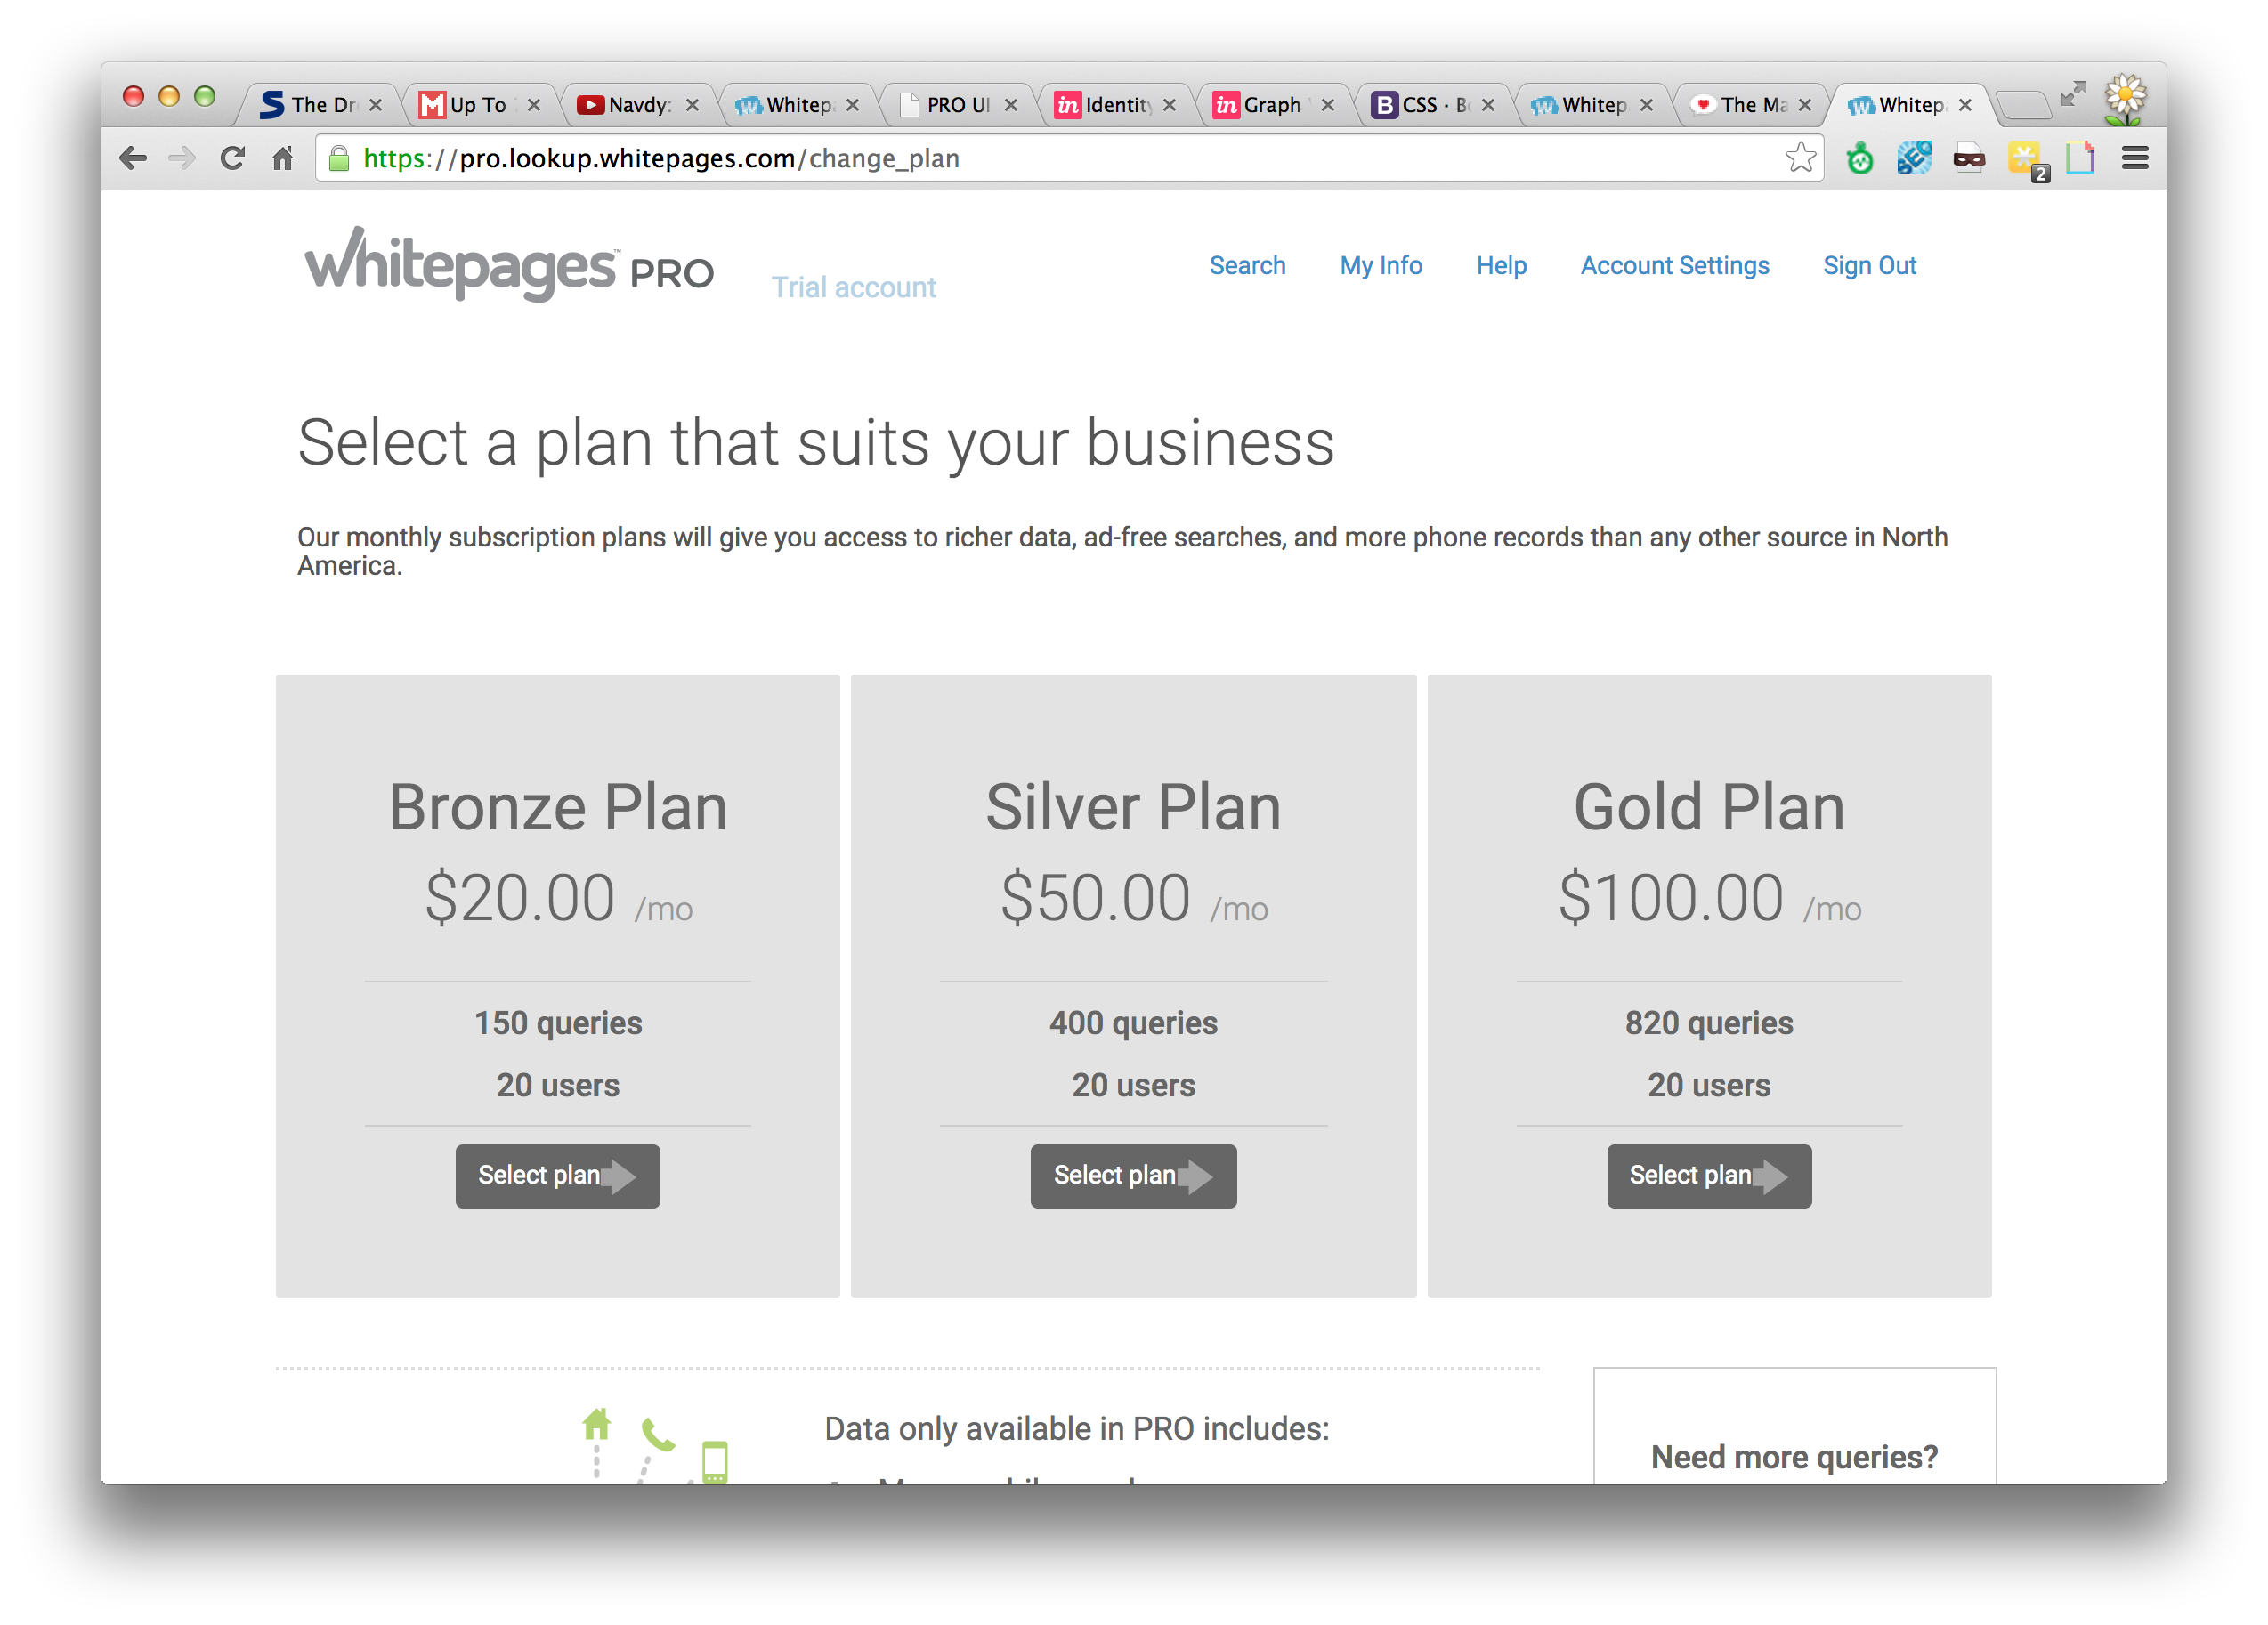 The Dr
Up To
Navdy:
Whitepa
PRO UI
Identity
Graph
CSS · Bo
Whitep
The Ma
Whitepa
https://pro.lookup.whitepages.com/change_plan
2
whitepages™ PRO
Trial account
Search
My Info
Help
Account Settings
Sign Out
Select a plan that suits your business
Our monthly subscription plans will give you access to richer data, ad-free searches, and more phone records than any other source in North
America.
Bronze Plan
$20.00 /mo
150 queries
20 users
Select plan
Silver Plan
$50.00 /mo
400 queries
20 users
Select plan
Gold Plan
$100.00 /mo
820 queries
20 users
Select plan
Data only available in PRO includes:
Need more queries?